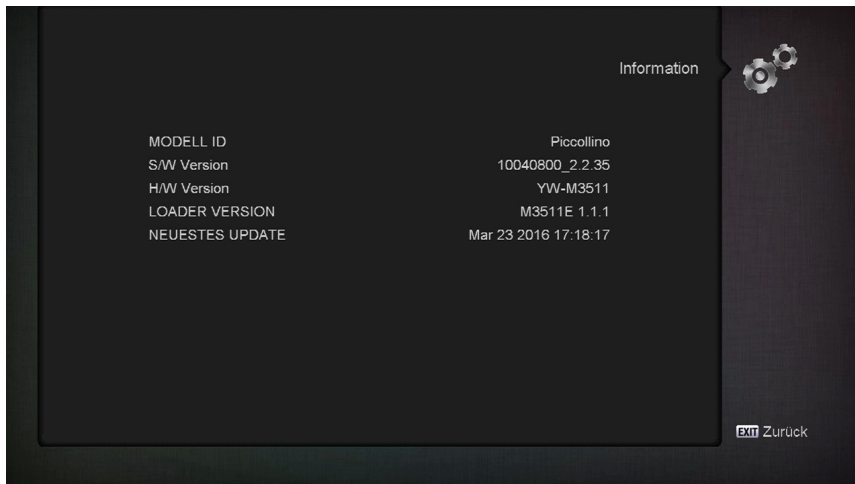 Information
MODELL ID Piccollino
S/W Version 10040800_2.2.35
H/W Version YW-M3511
LOADER VERSION M3511E 1.1.1
NEUESTES UPDATE Mar 23 2016 17:18:17
EXIT Zurück